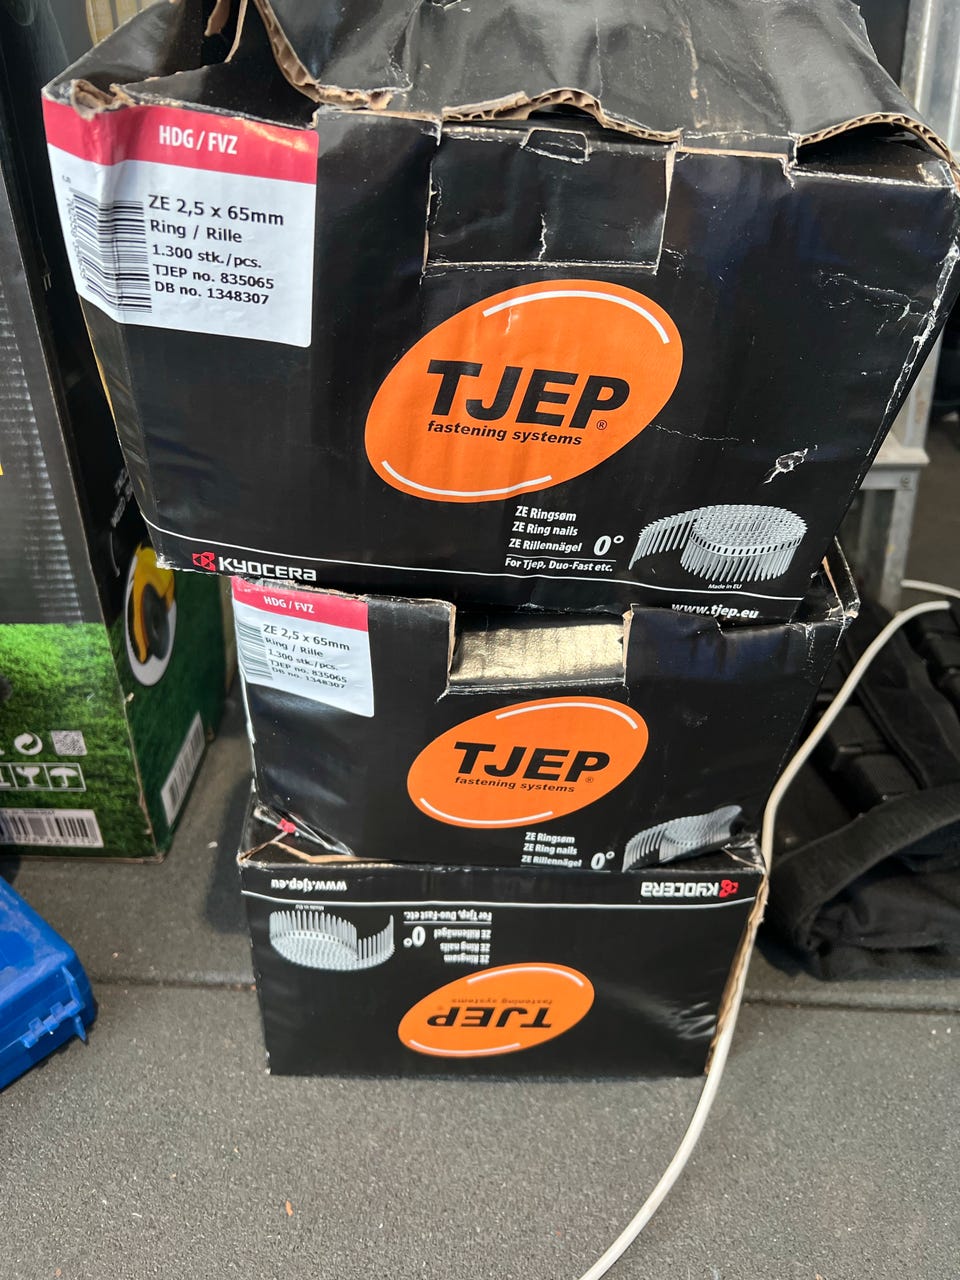 HDG / FVZ
ZE 2,5 x 65mm
Ring / Rille
1.300 stk./pcs.
TJEP no. 835065
DB no. 1348307
TJEP®
fastening systems
ZE Ringsøm
ZE Ring nails
ZE Rillennägel
0°
For Tjep, Duo-Fast etc.
Made in EU
KYOCERA
www.tjep.eu
HDG / FVZ
ZE 2,5 x 65mm
Ring / Rille
1.300 stk./pcs.
TJEP no. 835065
DB no. 1348307
TJEP®
fastening systems
ZE Ringsøm
ZE Ring nails
ZE Rillennägel
0°
www.tjep.eu
KYOCERA
Made in EU
For Tjep, Duo-Fast etc.
ZE Rillennägel
0°
ZE Ring nails
ZE Ringsøm
fastening systems
TJEP®